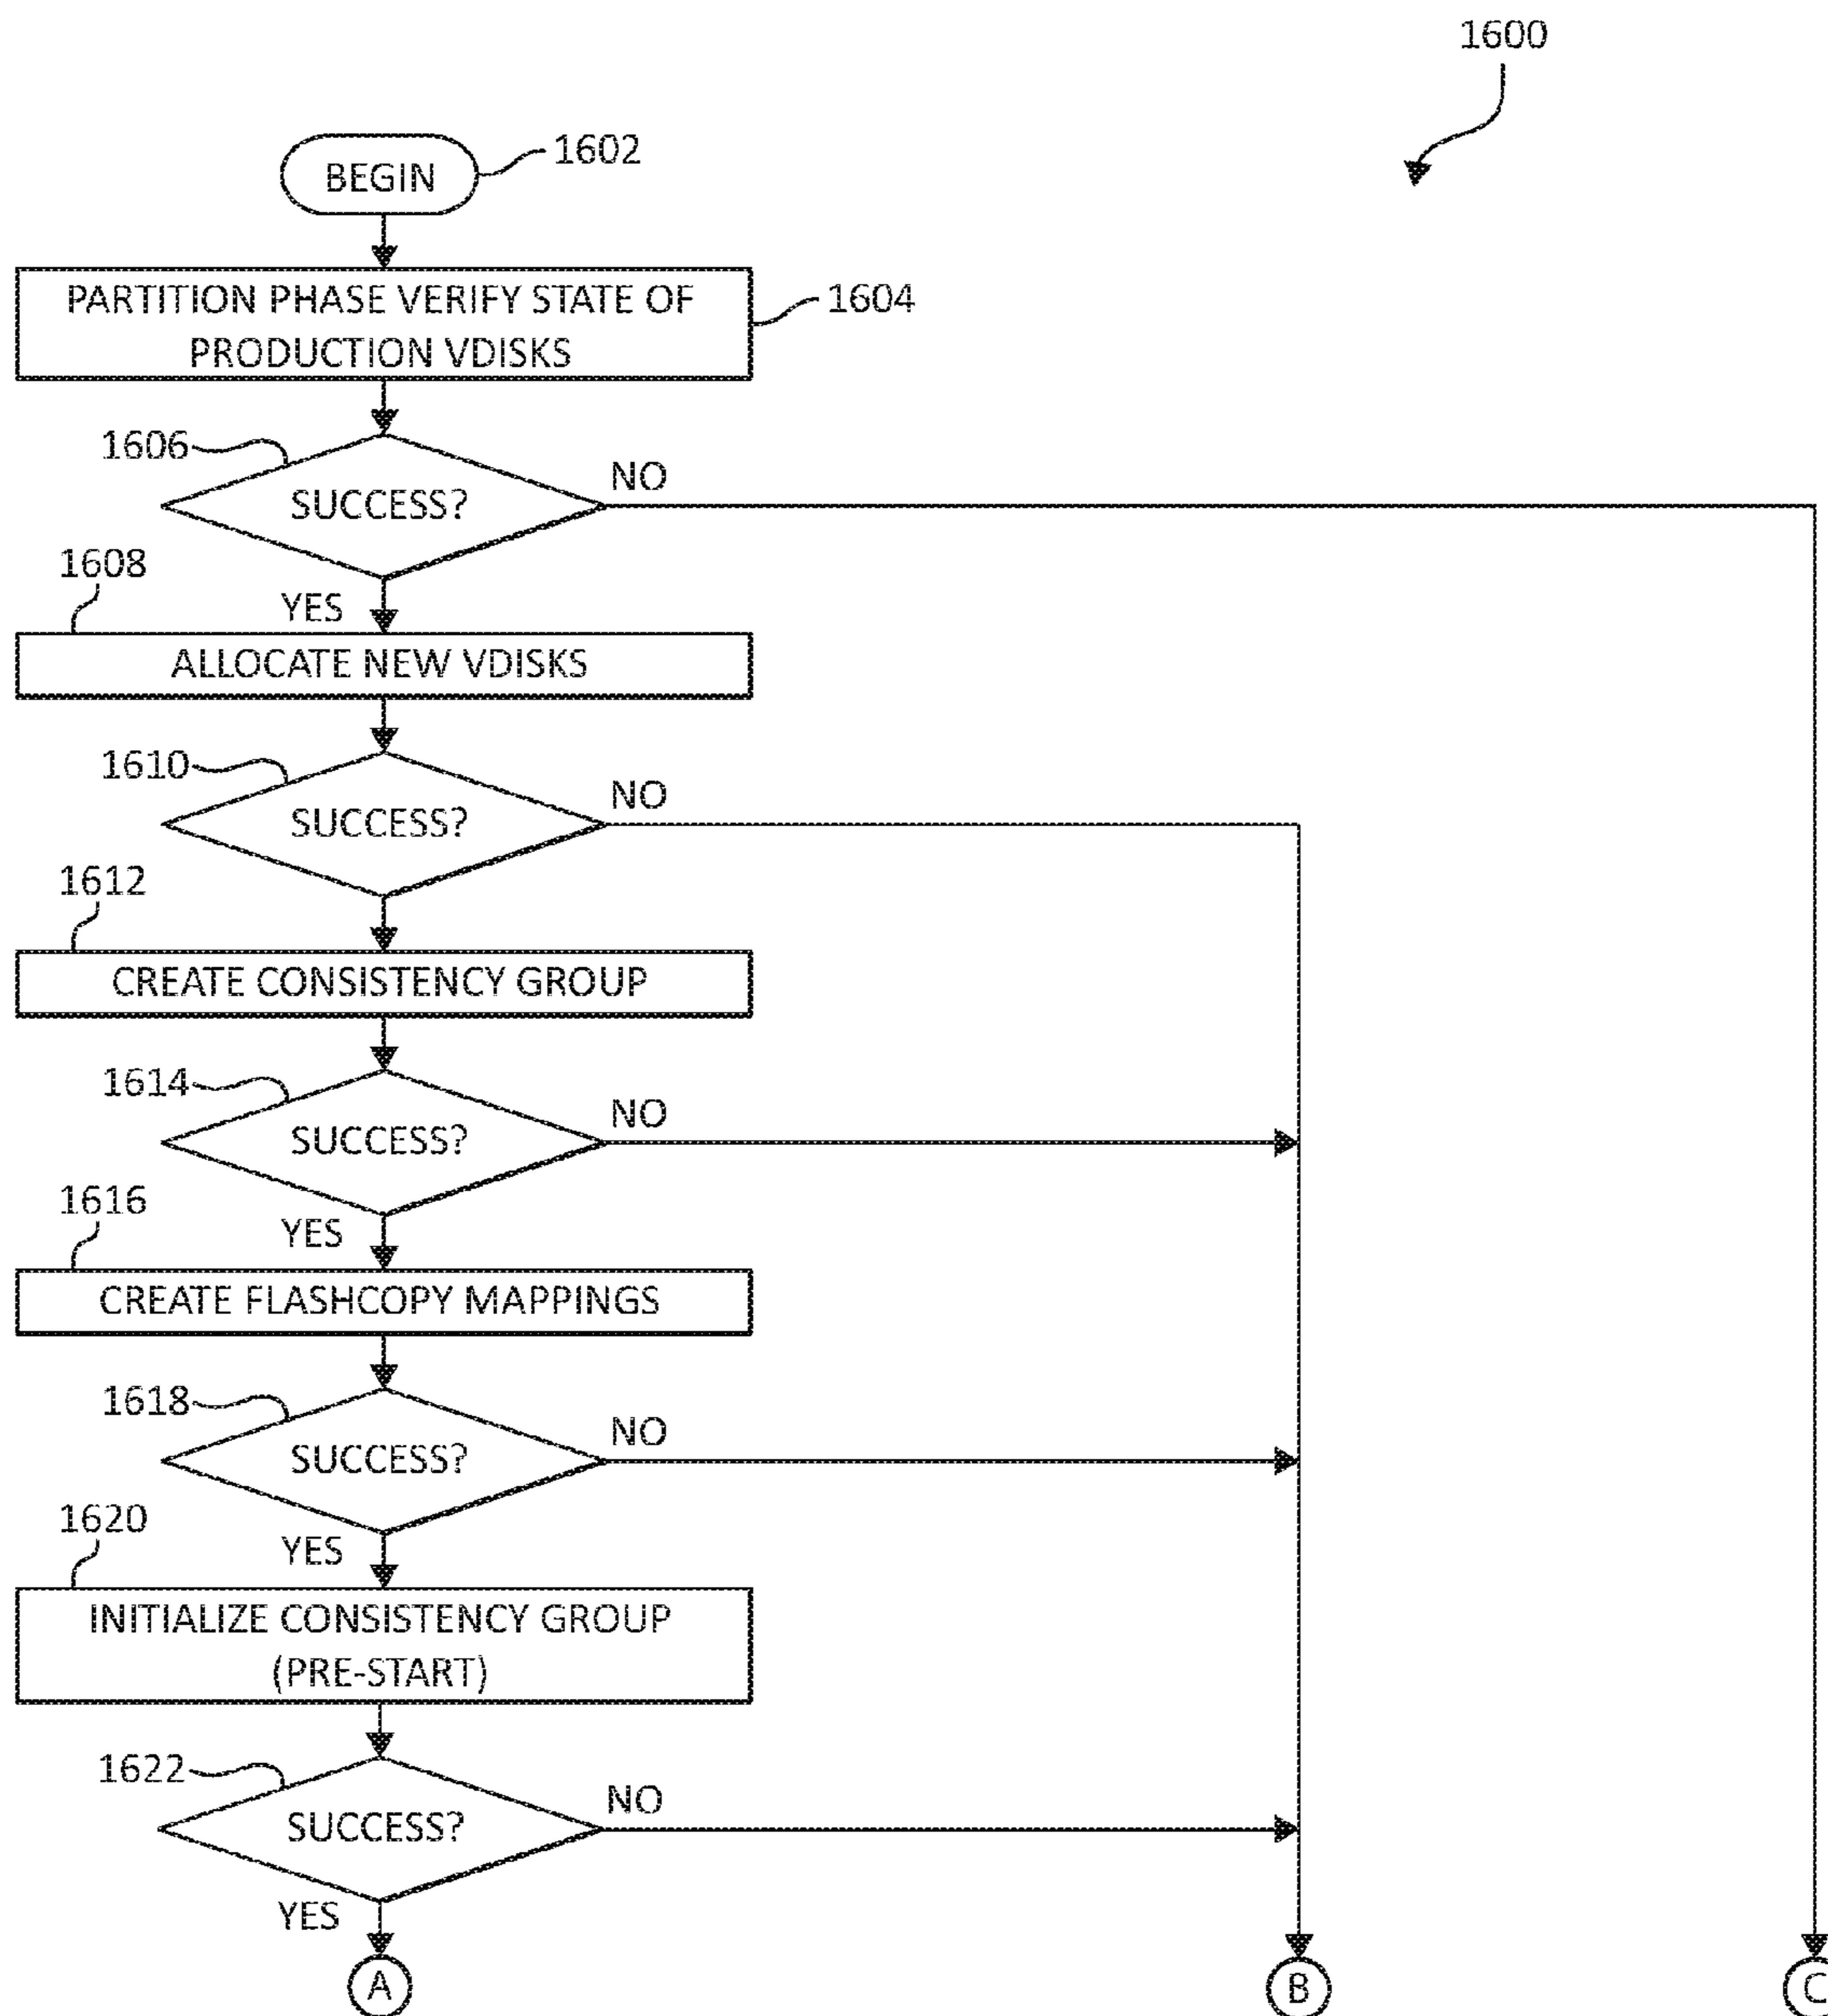 1600
BEGIN
1602
PARTITION PHASE VERIFY STATE OF
PRODUCTION VDISKS
1604
1606
SUCCESS?
NO
1608
YES
ALLOCATE NEW VDISKS
1610
SUCCESS?
NO
1612
CREATE CONSISTENCY GROUP
1614
SUCCESS?
NO
1616
YES
CREATE FLASHCOPY MAPPINGS
1618
SUCCESS?
NO
1620
YES
INITIALIZE CONSISTENCY GROUP
(PRE-START)
1622
SUCCESS?
NO
YES
A
B
C